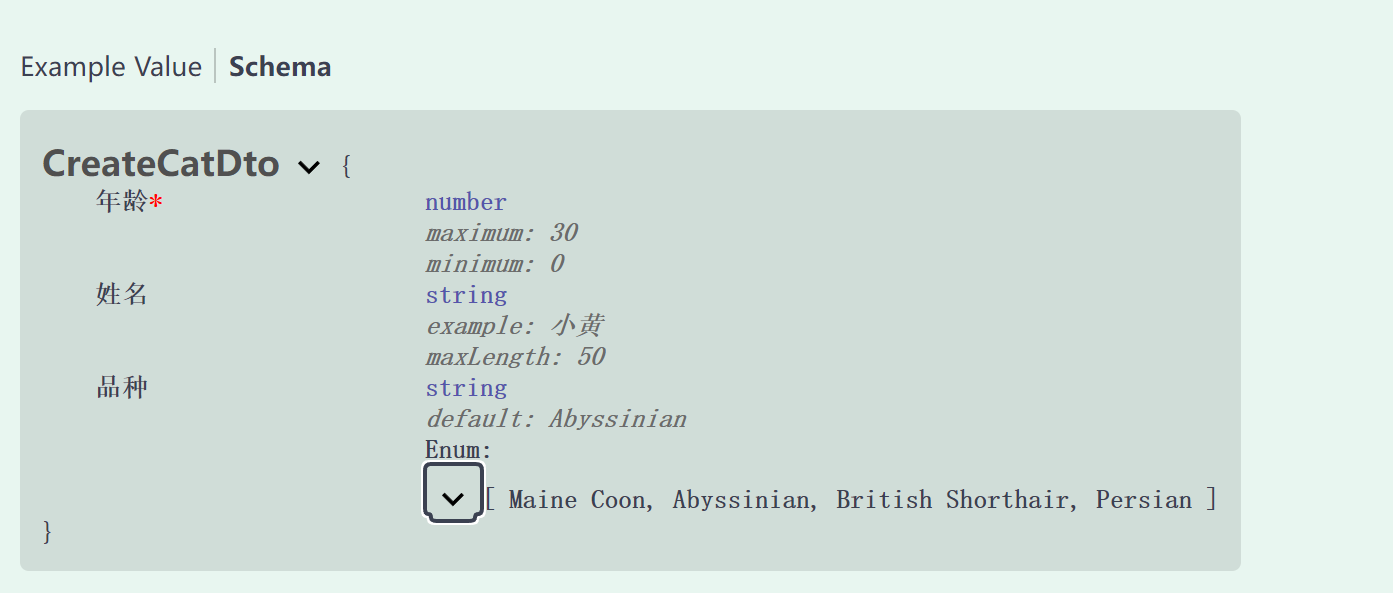 Example Value Schema
CreateCatDto {
年龄* number
maximum: 30
minimum: 0
姓名 string
example: 小黄
maxLength: 50
品种 string
default: Abyssinian
Enum:
[ Maine Coon, Abyssinian, British Shorthair, Persian ]
}